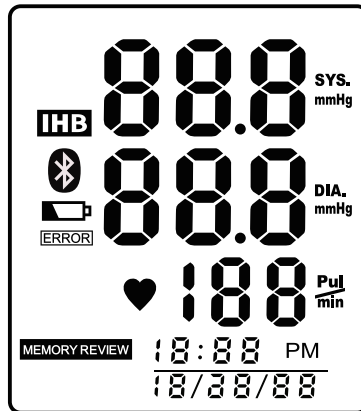 88.8 SYS. mmHg
IHB
88.8 DIA. mmHg
ERROR
188 Pul/min
MEMORY REVIEW 18:88 PM
18/38/88